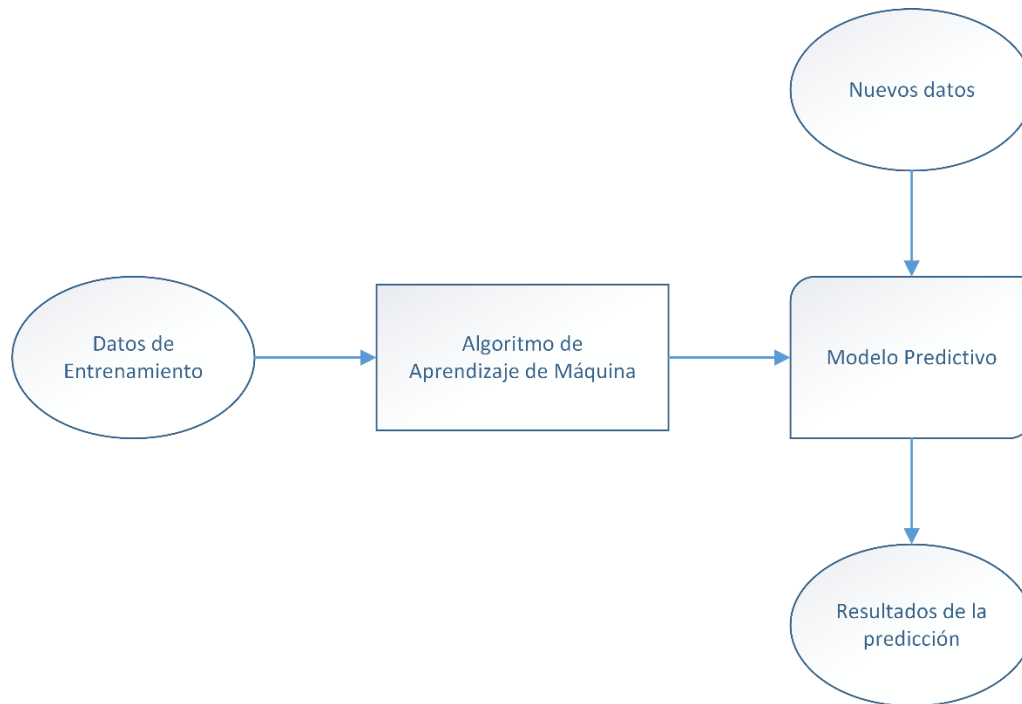 Nuevos datos
Datos de
Entrenamiento
Algoritmo de
Aprendizaje de Máquina
Modelo Predictivo
Resultados de la
predicción